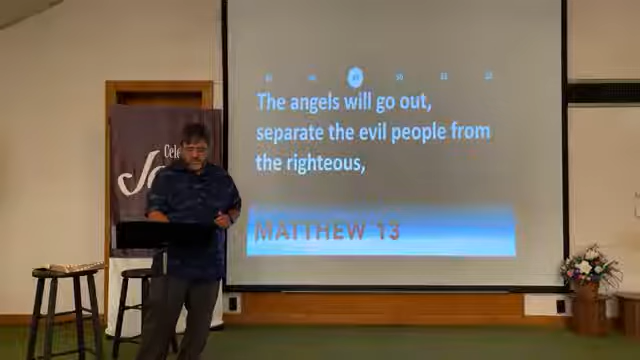 The angels will go out,
separate the evil people from
the righteous,
MATTHEW 13